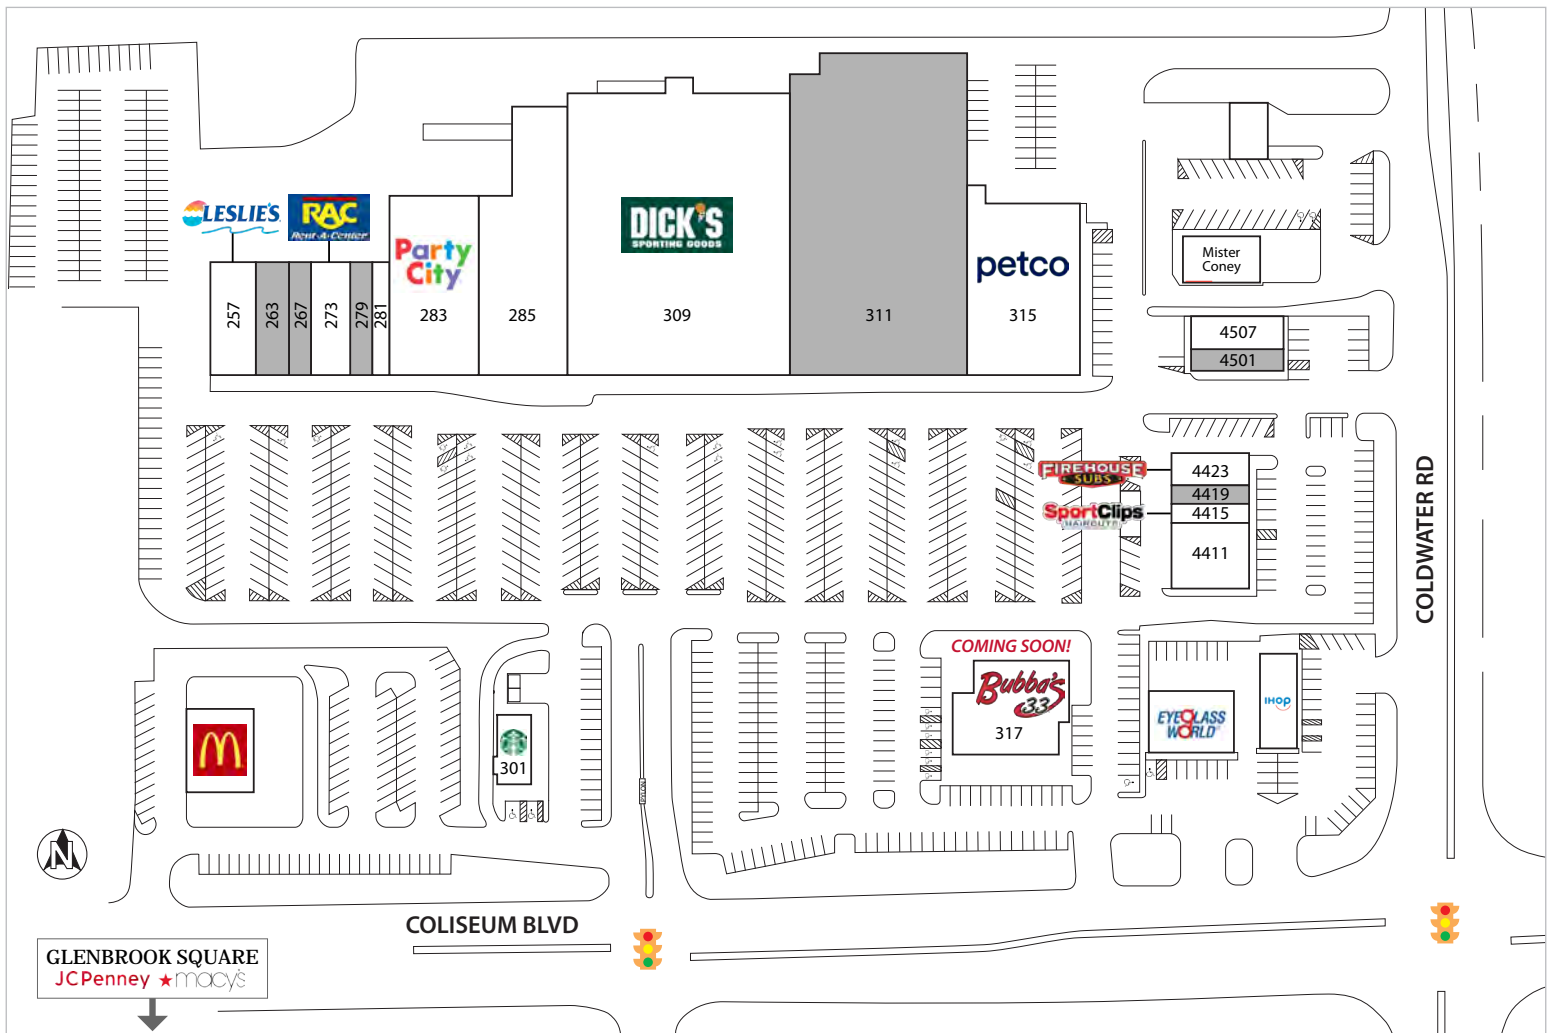 LESLIE'S
RAC
Rent-A-Center
Party
City
DICK'S
SPORTING GOODS
petco
257
263
267
273
279
281
283
285
309
311
315
Mister
Coney
4507
4501
FIREHOUSE
SUBS
SportClips
HAIRCUTS
4423
4419
4415
4411
COLDWATER RD
COMING SOON!
Bubba's
33
317
EYEGLASS
WORLD
IHOP
301
N
COLISEUM BLVD
GLENBROOK SQUARE
JCPenney ★macy's